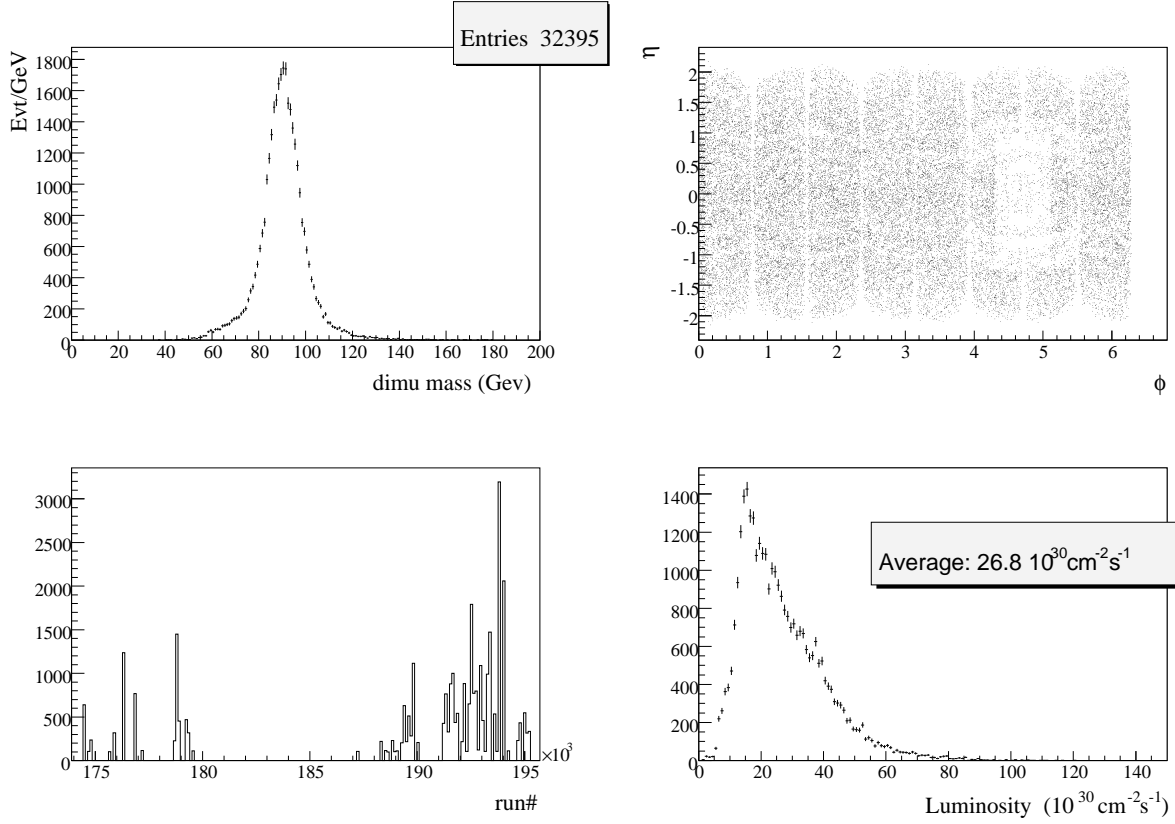 Entries 32395
Evt/GeV
1800
1600
1400
1200
1000
800
600
400
200
0
0 20 40 60 80 100 120 140 160 180 200
dimu mass (Gev)
η
2
1.5
1
0.5
0
-0.5
-1
-1.5
-2
0 1 2 3 4 5 6
ϕ
3000
2500
2000
1500
1000
500
0
175 180 185 190 195 ×10³
run#
1400
1200
1000
800
600
400
200
0
Average: 26.8 10³⁰cm⁻²s⁻¹
0 20 40 60 80 100 120 140
Luminosity (10³⁰ cm⁻²s⁻¹)